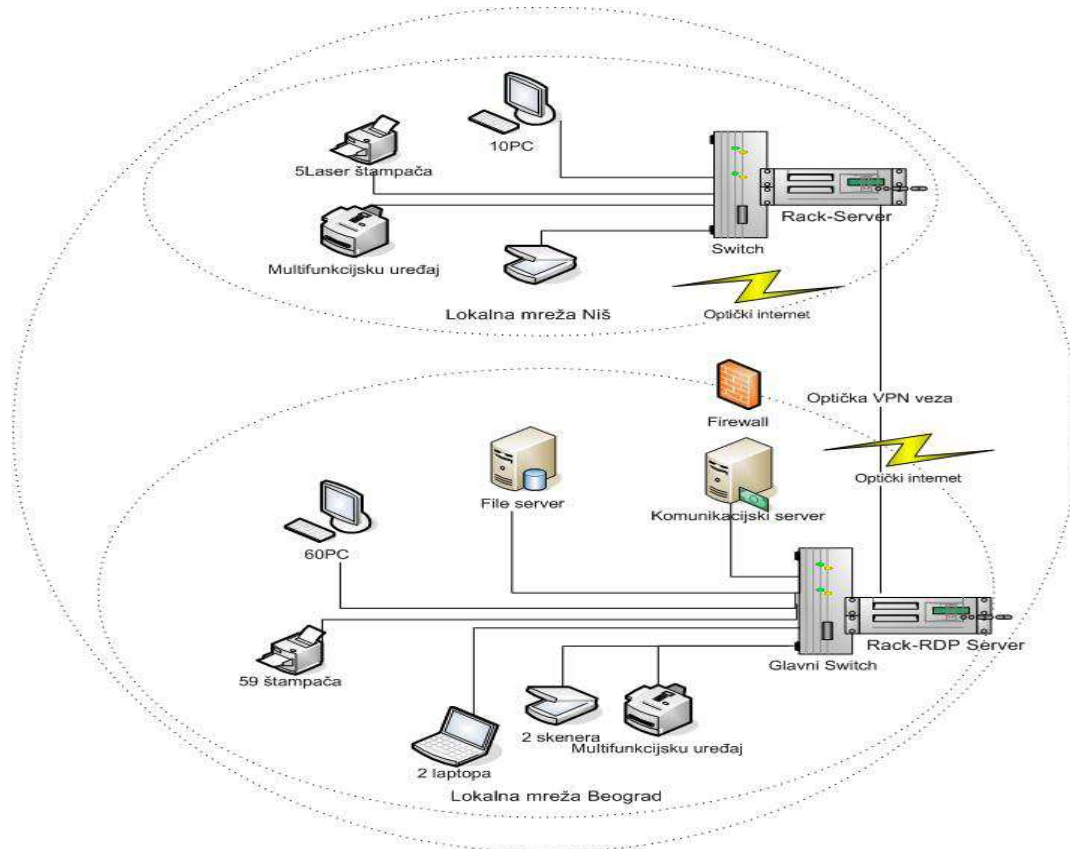 10PC
5Laser štampača
Rack-Server
Switch
Multifunkcijsku uređaj
Lokalna mreža Niš
Optički internet
Optička VPN veza
Firewall
Optički internet
File server
Komunikacijski server
60PC
Rack-RDP Server
Glavni Switch
59 štampača
2 skenera
Multifunkcijsku uređaj
2 laptopa
Lokalna mreža Beograd